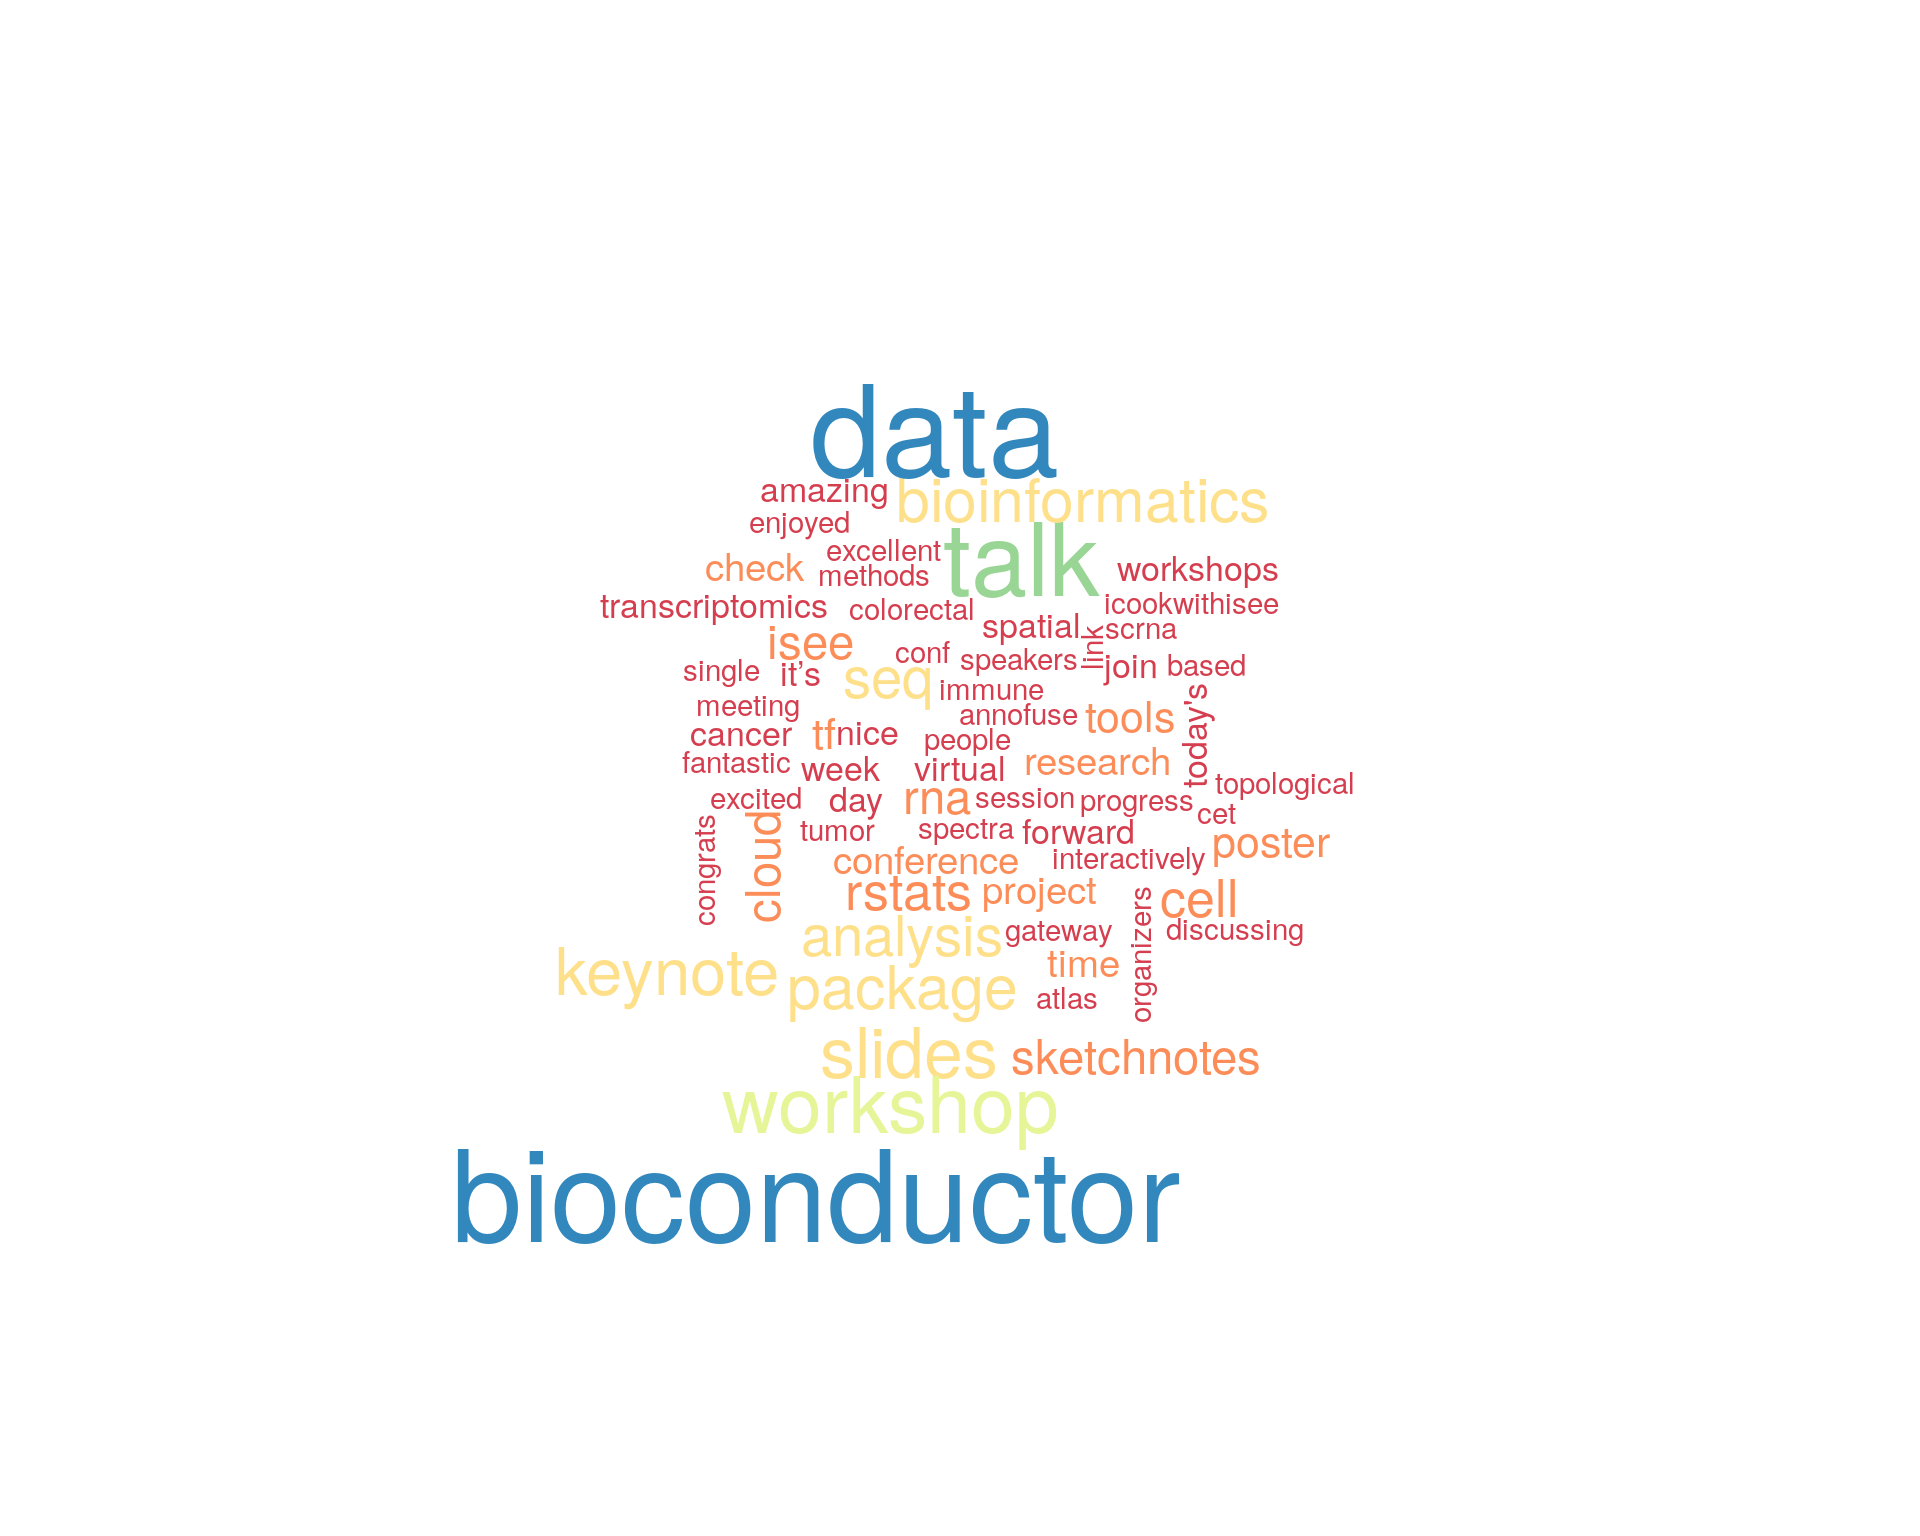 data
amazing bioinformatics
enjoyed
talk
excellent
check methods workshops
transcriptomics colorectal icookwithisee
spatial link scrna
isee conf speakers
single it’s seq join based
immune
meeting annofuse tools today's
cancer tf nice people
fantastic week virtual research
topological
excited day rna session progress
cet
congrats cloud tumor spectra forward poster
conference interactively
rstats project organizers cell
analysis gateway discussing
keynote package time
atlas
slides sketchnotes
workshop
bioconductor